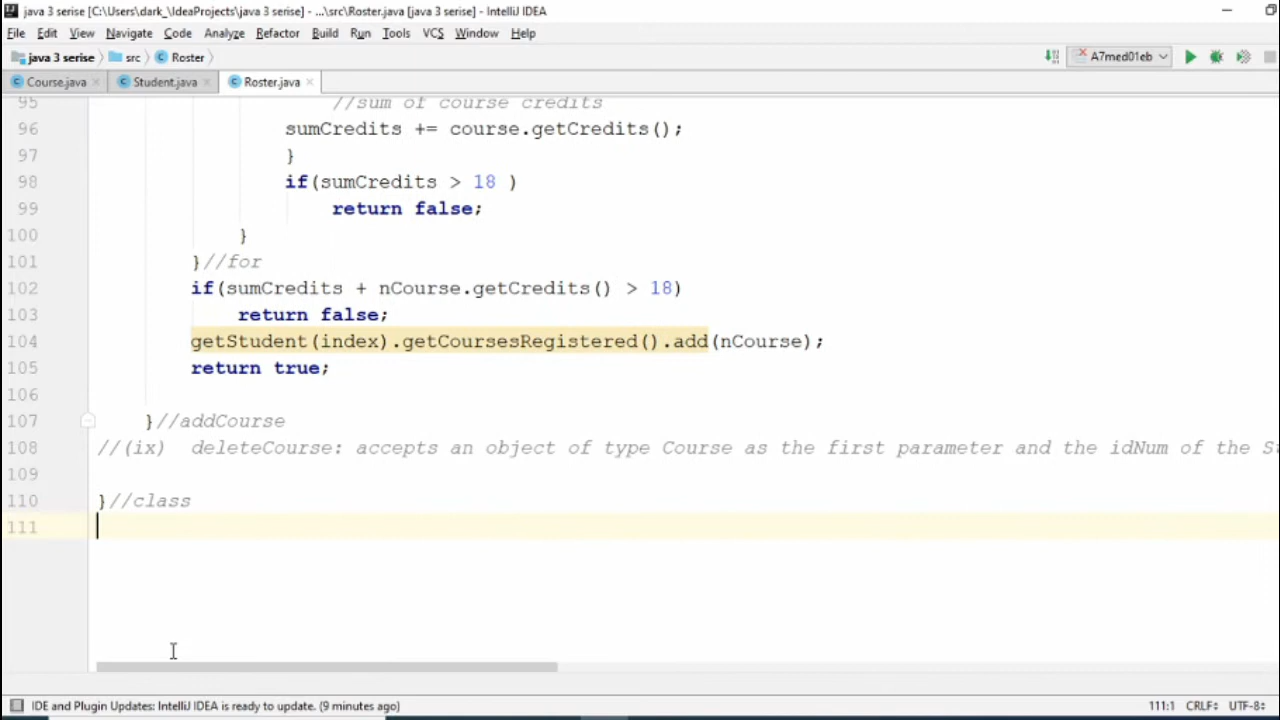 java 3 serise [C:\Users\dark_\IdeaProjects\java 3 serise] - ...\src\Roster.java [java 3 serise] - IntelliJ IDEA
File Edit View Navigate Code Analyze Refactor Build Run Tools VCS Window Help
java 3 serise src Roster A7med01eb
Course.java Student.java Roster.java
95 //sum of course credits
96 sumCredits += course.getCredits();
97 }
98 if(sumCredits > 18 )
99 return false;
100 }
101 }//for
102 if(sumCredits + nCourse.getCredits() > 18)
103 return false;
104 getStudent(index).getCoursesRegistered().add(nCourse);
105 return true;
106
107 }//addCourse
108 //(ix) deleteCourse: accepts an object of type Course as the first parameter and the idNum of the
109
110 }//class
111
IDE and Plugin Updates: IntelliJ IDEA is ready to update. (9 minutes ago) 111:1 CRLF UTF-8